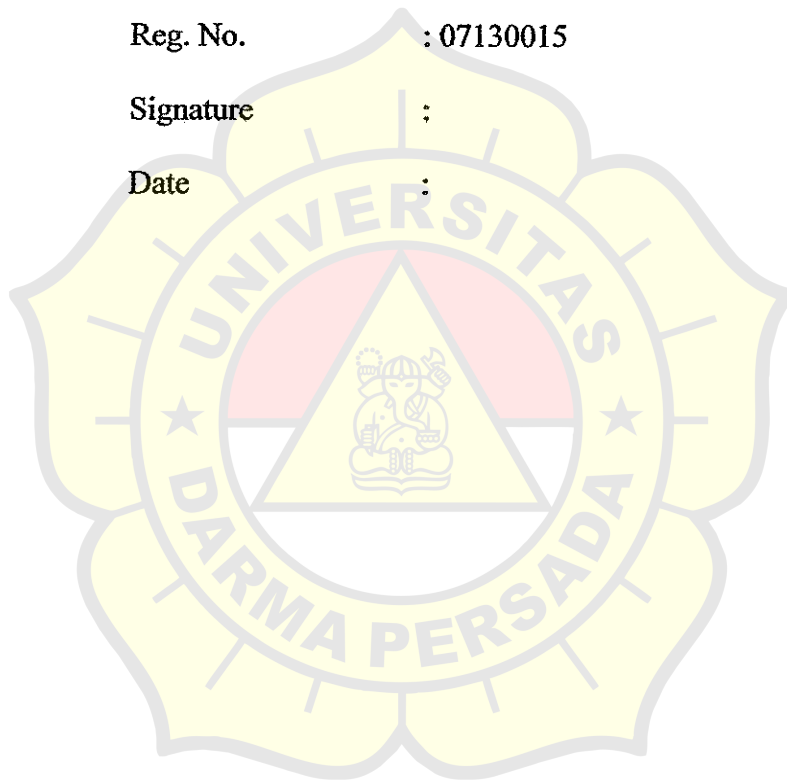 Reg. No. : 07130015
Signature :
Date :
UNIVERSITAS
DARMA PERSADA